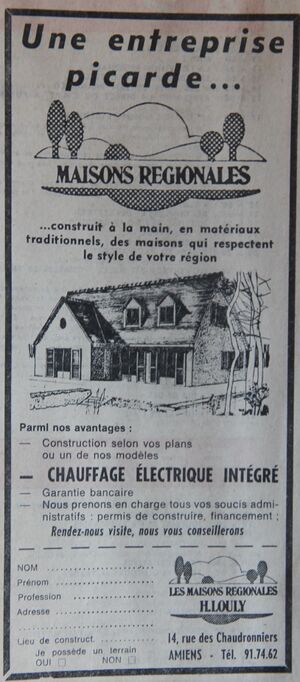 Une entreprise
picarde...
MAISONS REGIONALES
...construit à la main, en matériaux
traditionnels, des maisons qui respectent
le style de votre région
Parmi nos avantages :
— Construction selon vos plans
ou un de nos modèles
— CHAUFFAGE ÉLECTRIQUE INTÉGRÉ
— Garantie bancaire
— Nous prenons en charge tous vos soucis admi-
nistratifs : permis de construire, financement ;
Rendez-nous visite, nous vous conseillerons
NOM
Prénom
Profession
Adresse
Lieu de construct.
Je possède un terrain
OUI □ NON □
LES MAISONS REGIONALES
H.LOULY
14, rue des Chaudronniers
AMIENS - Tél. 91.74.62